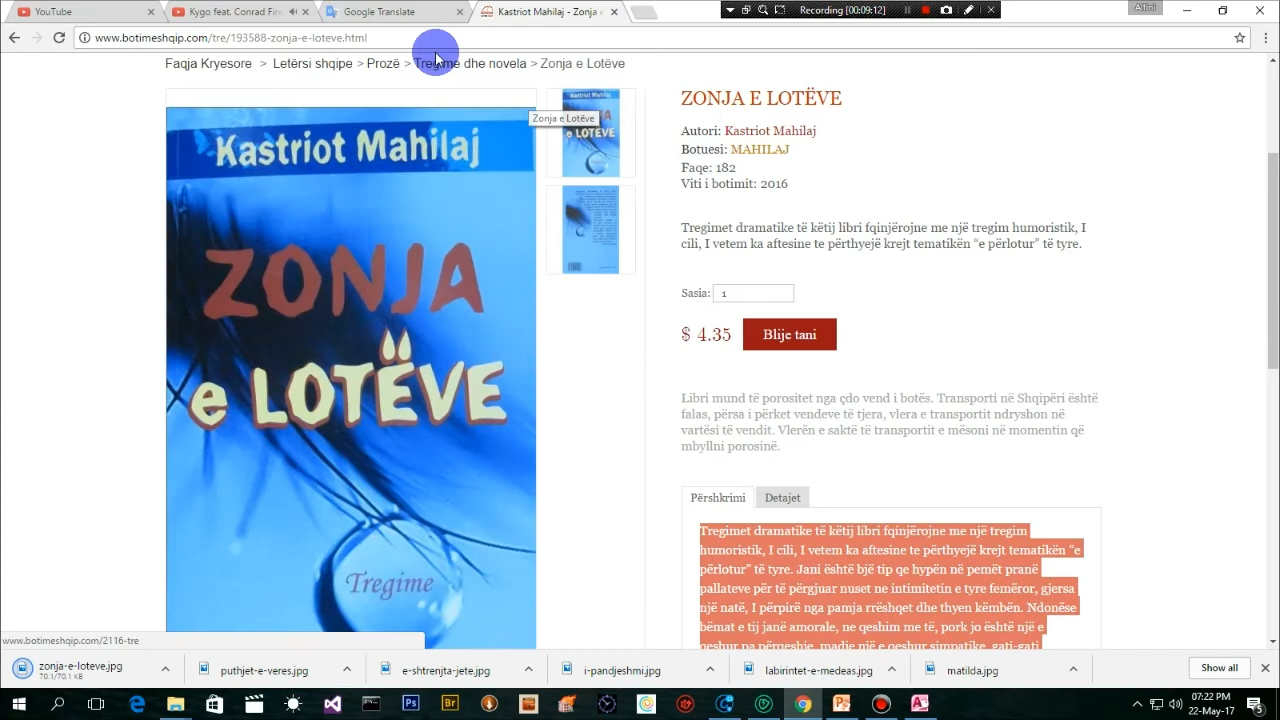 YouTube
Kygo feat. Conrad Fire
Google Translate
Kastriot Mahilaj - Zonja e
Recording [00:09:12]
www.botimeshqip.com/tre/193588-zonja-e-loteve.html
Faqja Kryesore > Letërsi shqipe > Prozë > Tregime dhe novela > Zonja e Lotëve
Kastriot Mahilaj
ZONJA
e LOTËVE
Tregime
Zonja e Lotëve
ZONJA E LOTËVE
Autori: Kastriot Mahilaj
Botuesi: MAHILAJ
Faqe: 182
Viti i botimit: 2016
Tregimet dramatike të këtij libri fqinjërojne me një tregim humoristik, I
cili, I vetem ka aftesine te përthyejë krejt tematikën “e përlotur” të tyre.
Sasia: 1
$ 4.35 Blije tani
Libri mund të porositet nga çdo vend i botës. Transporti në Shqipëri është
falas, përsa i përket vendeve të tjera, vlera e transportit ndryshon në
vartësi të vendit. Vlerën e saktë të transportit e mësoni në momentin që
mbyllni porosinë.
Përshkrimi Detajet
Tregimet dramatike të këtij libri fqinjërojne me një tregim
humoristik, I cili, I vetem ka aftesine te përthyejë krejt tematikën “e
përlotur” të tyre. Jani është bjë tip qe hypën në pemët pranë
pallateve për të përgjuar nuset ne intimitetin e tyre femëror, gjersa
një natë, I përpirë nga pamja rrëshqet dhe thyen këmbën. Ndonëse
bëmat e tij janë amorale, ne qeshim me të, pork jo është një e
qeshur pa përqeshje, madje një e qeshur simpatike, gati-gati
www.botimeshqip.com/2116-tre
zonja-e-loteve.jpg
70.1/70.1 KB
puthjet-e-veres.jpg
e-shtrenjta-jete.jpg
i-pandjeshmi.jpg
labirintet-e-medeas.jpg
matilda.jpg
Show all
07:22 PM
22-May-17